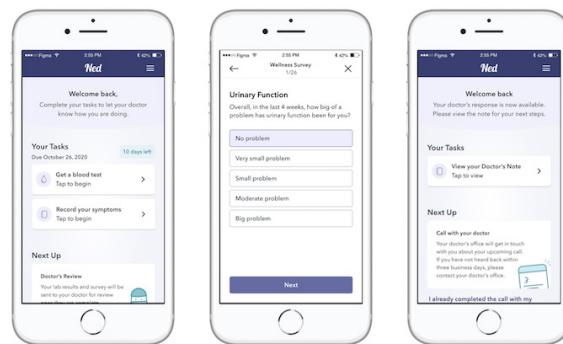 Figma 2:55 PM 42%
Ned
Welcome back,
Complete your tasks to let your doctor
know how you are doing.
Your Tasks
Due October 26, 2020
10 days left
Get a blood test
Tap to begin
Record your symptoms
Tap to begin
Next Up
Doctor's Review
Your lab results and survey will be
sent to your doctor for review
Figma 2:55 PM 42%
Wellness Survey
1/26
Urinary Function
Overall, in the last 4 weeks, how big of a
problem has urinary function been for you?
No problem
Very small problem
Small problem
Moderate problem
Big problem
Next
Figma 2:55 PM 42%
Ned
Welcome back
Your doctor's response is now available.
Please view the note for your next steps.
Your Tasks
View your Doctor's Note
Tap to view
Next Up
Call with your doctor
Your doctor's office will get in touch
with you about your upcoming call.
If you have not heard back within
three business days, please
contact your doctor's office.
I already completed the call with my